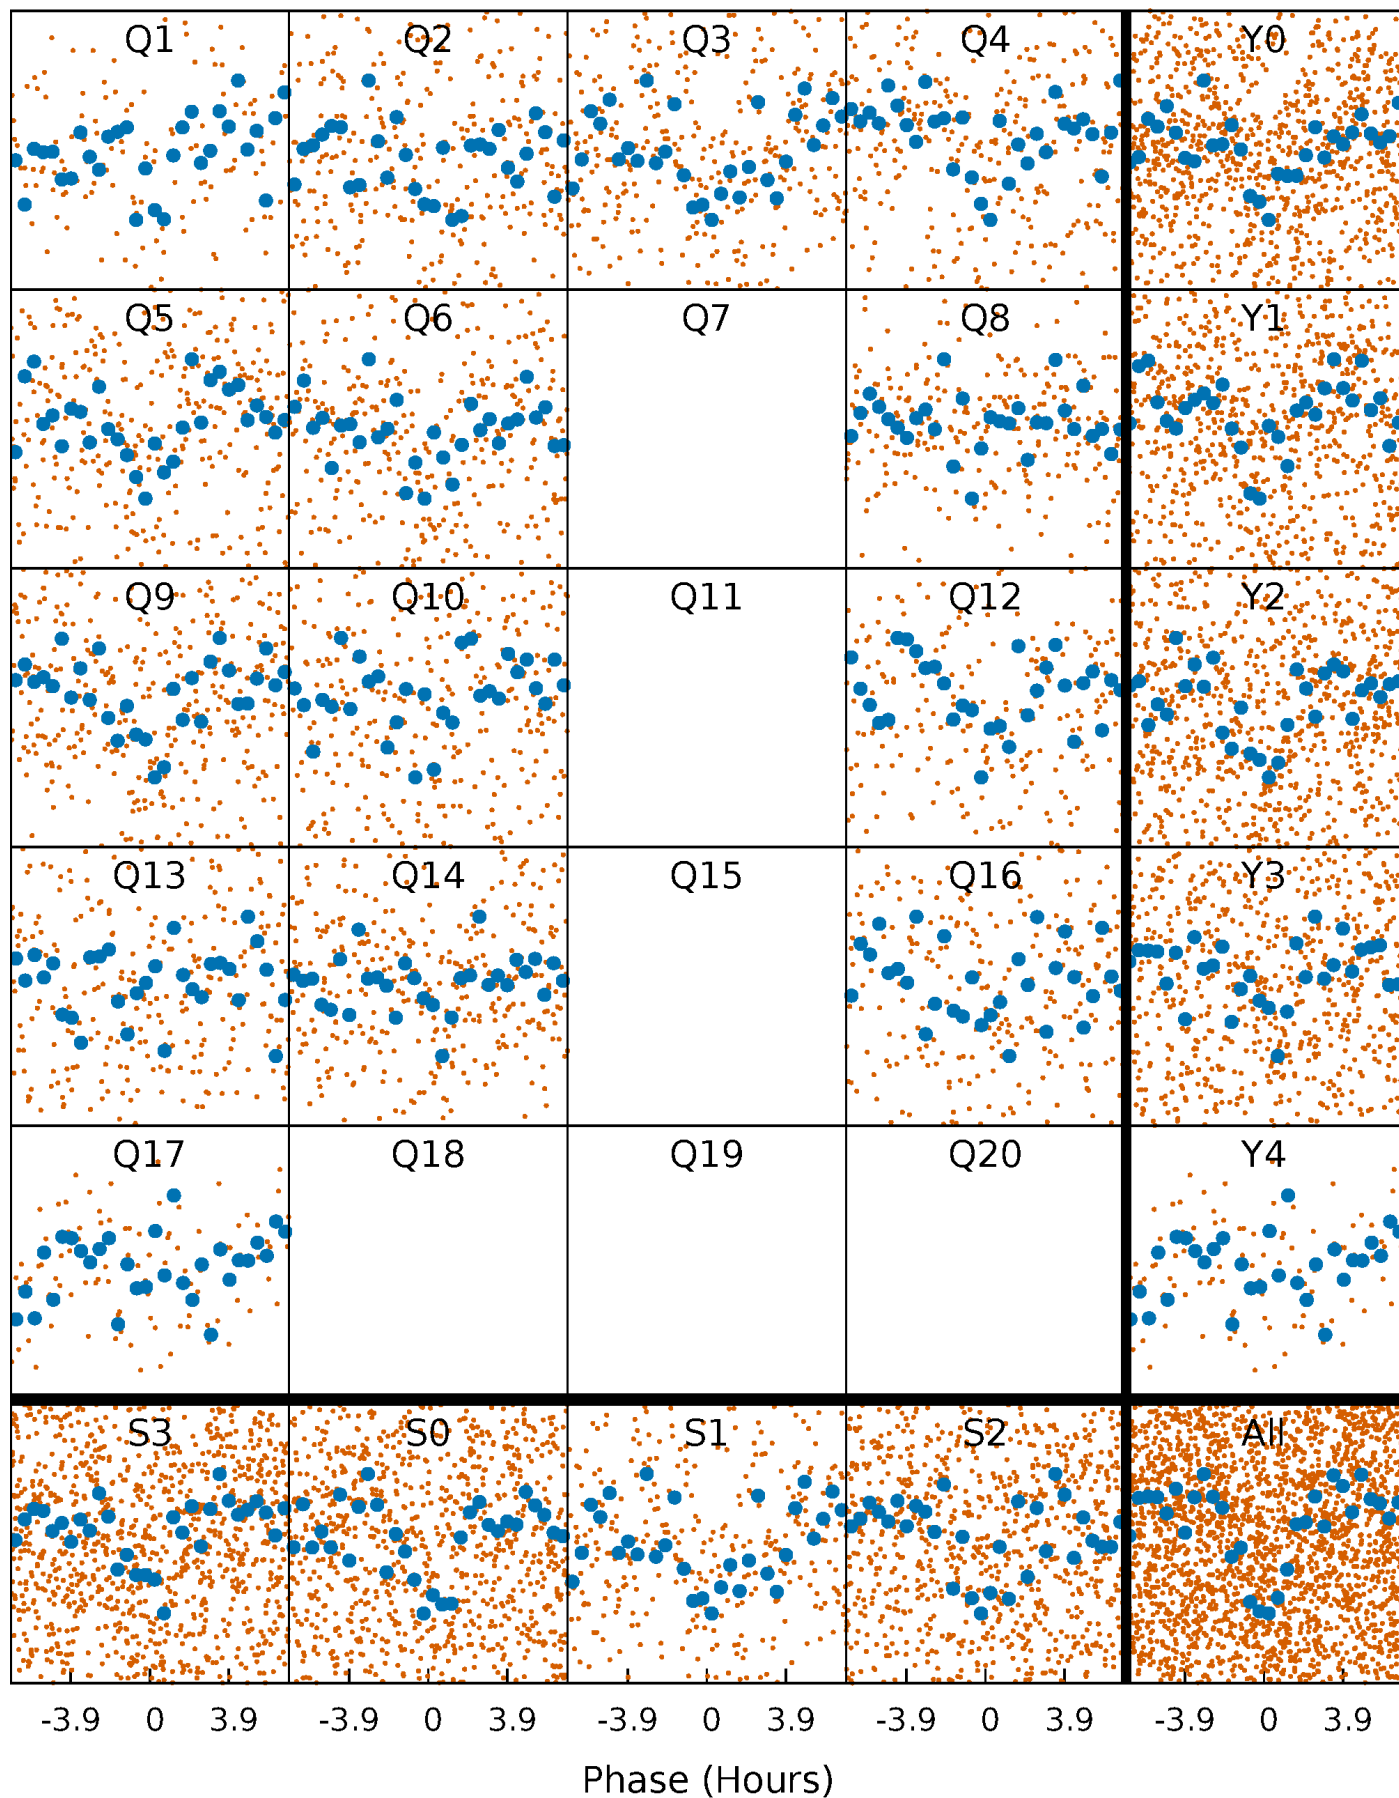 Q1 Q2 Q3 Q4 Y0
Q5 Q6 Q7 Q8 Y1
Q9 Q10 Q11 Q12 Y2
Q13 Q14 Q15 Q16 Y3
Q17 Q18 Q19 Q20 Y4
S3 S0 S1 S2 All
-3.9 0 3.9 -3.9 0 3.9 -3.9 0 3.9 -3.9 0 3.9 -3.9 0 3.9
Phase (Hours)